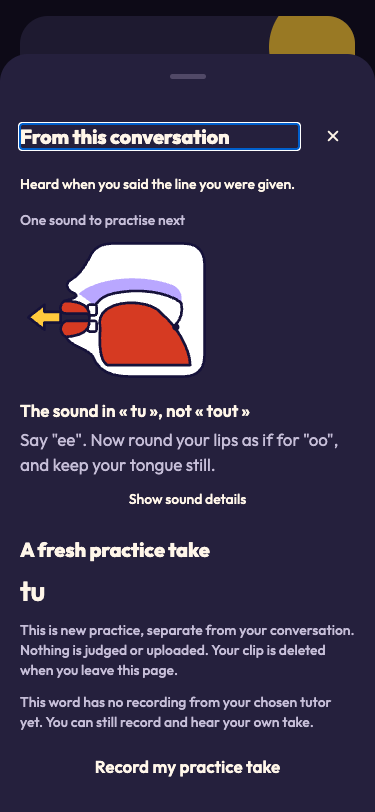 From this conversation
Heard when you said the line you were given.
One sound to practise next
The sound in « tu », not « tout »
Say "ee". Now round your lips as if for "oo",
and keep your tongue still.
Show sound details
A fresh practice take
tu
This is new practice, separate from your conversation.
Nothing is judged or uploaded. Your clip is deleted
when you leave this page.
This word has no recording from your chosen tutor
yet. You can still record and hear your own take.
Record my practice take